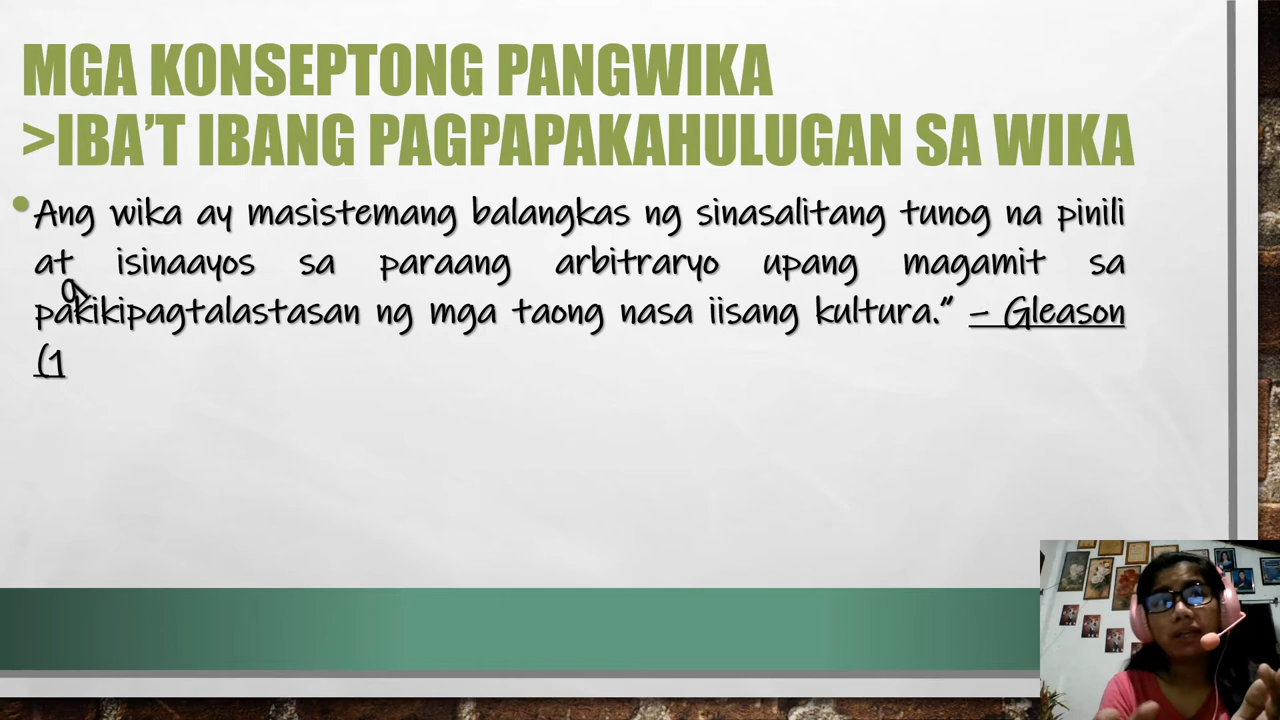 MGA KONSEPTONG PANGWIKA
>IBA’T IBANG PAGPAPAKAHULUGAN SA WIKA
Ang wika ay masistemang balangkas ng sinasalitang tunog na pinili
at isinaayos sa paraang arbitraryo upang magamit sa
9
pakikipagtalastasan ng mga taong nasa iisang kultura.” – Gleason
(1